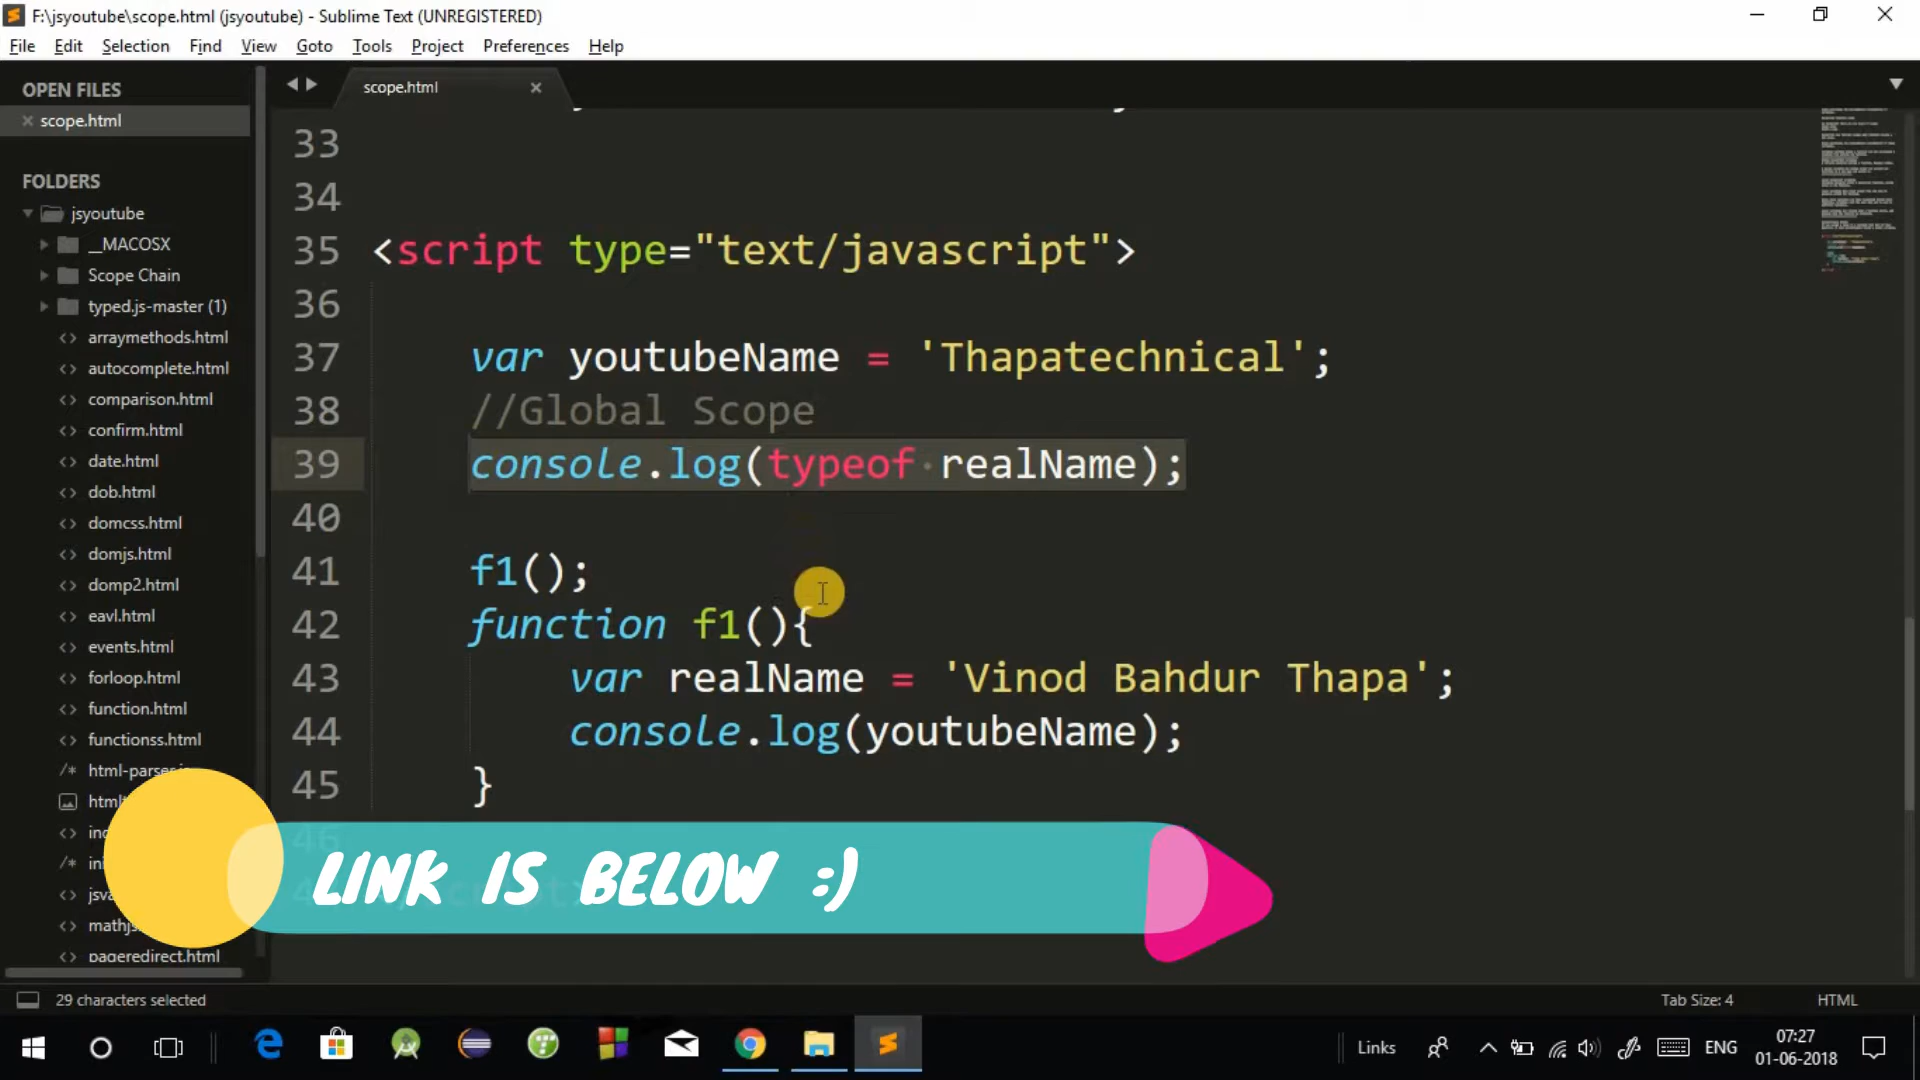 F:\jsyoutube\scope.html (jsyoutube) - Sublime Text (UNREGISTERED)
File Edit Selection Find View Goto Tools Project Preferences Help
OPEN FILES
scope.html
scope.html
FOLDERS
jsyoutube
__MACOSX
Scope Chain
typed.js-master (1)
arraymethods.html
autocomplete.html
comparison.html
confirm.html
date.html
dob.html
domcss.html
domjs.html
domp2.html
eavl.html
events.html
forloop.html
function.html
functionss.html
pageredirect.html
33
34
35 <script type="text/javascript">
36
37 var youtubeName = 'Thapatechnical';
38 //Global Scope
39 console.log(typeof realName);
40
41 f1();
42 function f1(){
43 var realName = 'Vinod Bahdur Thapa';
44 console.log(youtubeName);
45 }
46
LINK IS BELOW :)
29 characters selected
Tab Size: 4
HTML
Links
ENG
07:27
01-06-2018